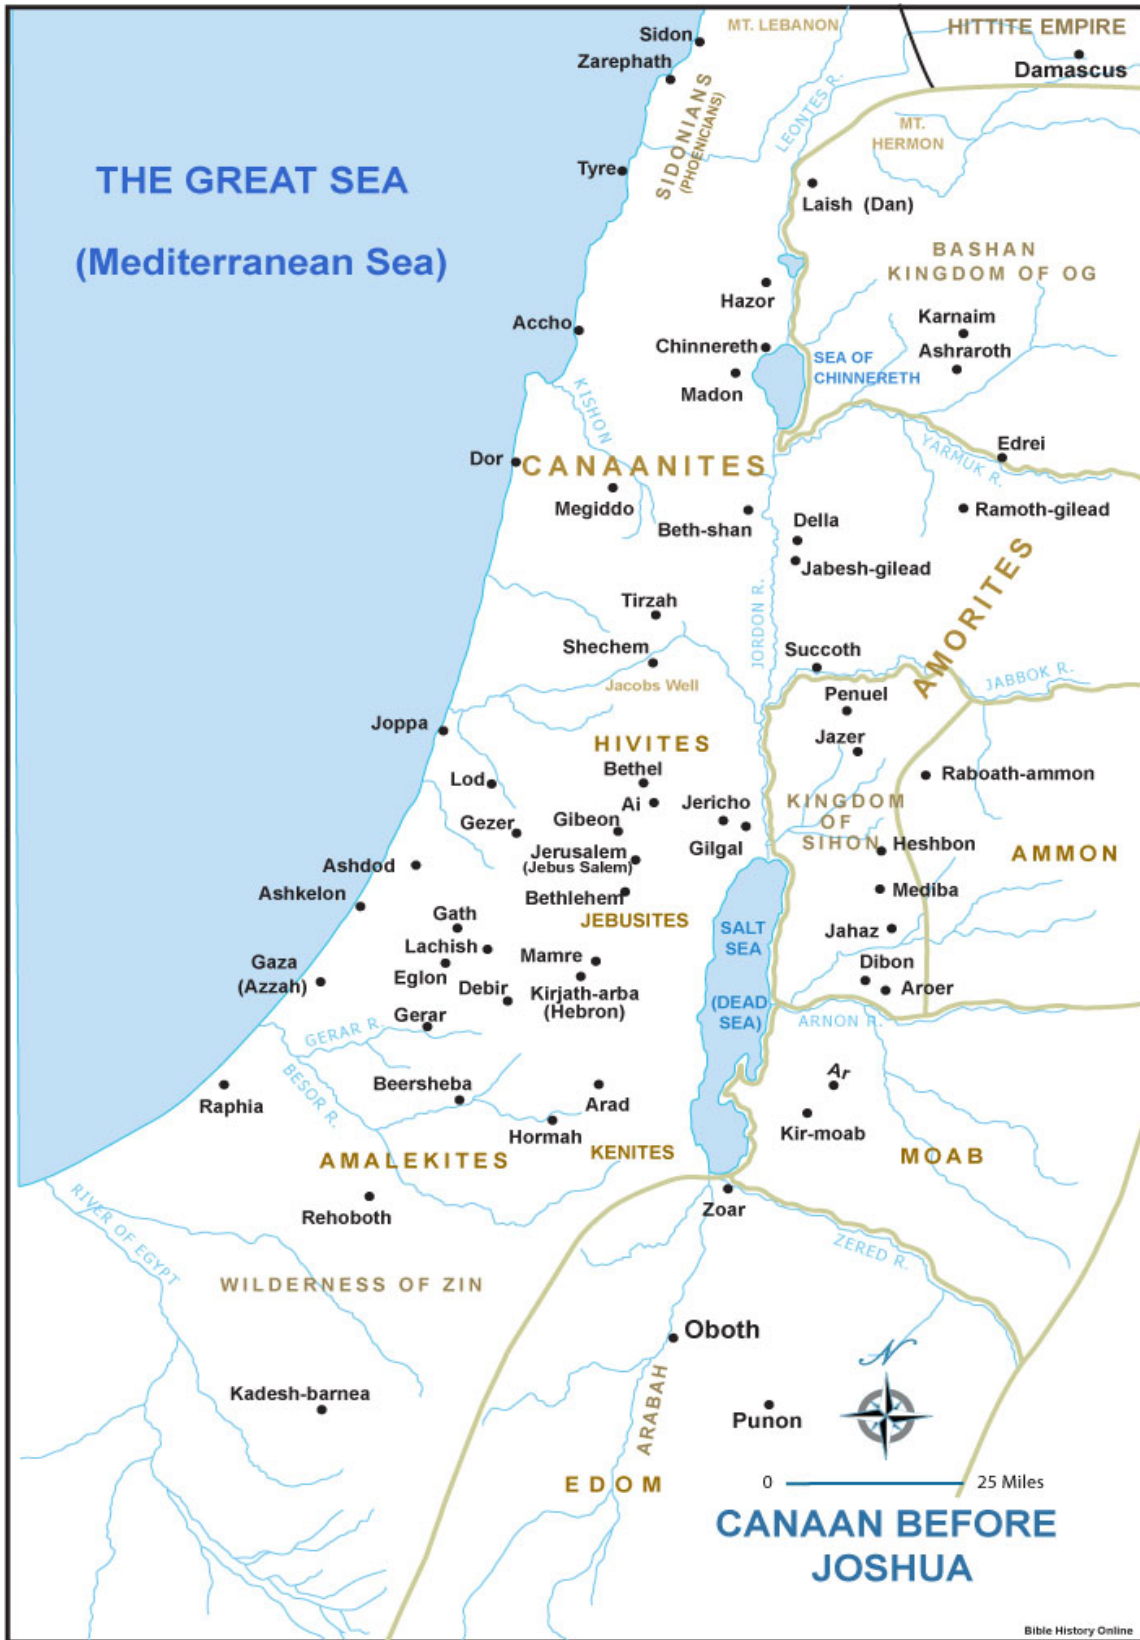 Sidon
MT. LEBANON
HITTITE EMPIRE
Zarephath
Damascus
SIDONIANS
(PHOENICIANS)
LEONTES R.
MT.
HERMON
THE GREAT SEA
(Mediterranean Sea)
Tyre
Laish (Dan)
BASHAN
KINGDOM OF OG
Hazor
Karnaim
Accho
Chinnereth
SEA OF
CHINNERETH
Ashraroth
Madon
KISHON
Dor
CANAANITES
YARMUK R.
Edrei
Megiddo
Beth-shan
Della
Ramoth-gilead
Jabesh-gilead
AMORITES
Tirzah
JORDON R.
Shechem
Succoth
Jacobs Well
Penuel
JABBOK R.
Joppa
HIVITES
Jazer
Bethel
Raboath-ammon
Lod
Ai
Jericho
KINGDOM
OF
SIHON
Gezer
Gibeon
Gilgal
Heshbon
Jerusalem
(Jebus Salem)
AMMON
Ashdod
Ashkelon
Bethlehem
Mediba
JEBUSITES
Gath
SALT
SEA
Jahaz
Lachish
Mamre
Gaza
(Azzah)
Eglon
Debir
Kirjath-arba
(Hebron)
Dibon
Aroer
(DEAD
SEA)
Gerar
GERAR R.
ARNON R.
BESOR R.
Beersheba
Ar
Raphia
Arad
Hormah
Kir-moab
AMALEKITES
KENITES
MOAB
RIVER OF EGYPT
Rehoboth
Zoar
ZERED R.
WILDERNESS OF ZIN
Oboth
N
Kadesh-barnea
ARABAH
Punon
EDOM
0
25 Miles
CANAAN BEFORE
JOSHUA
Bible History Online